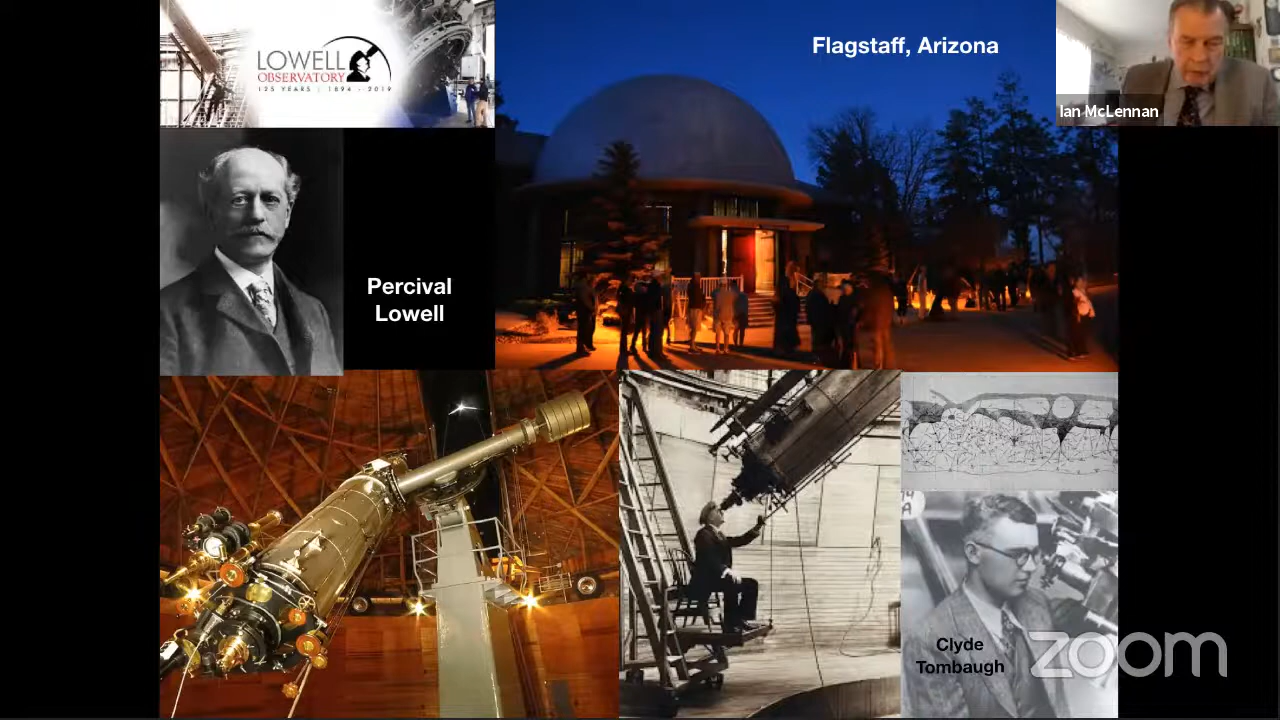 LOWELL
OBSERVATORY
125 YEARS | 1894 - 2019
Flagstaff, Arizona
Ian McLennan
Percival
Lowell
Clyde
Tombaugh
zoom